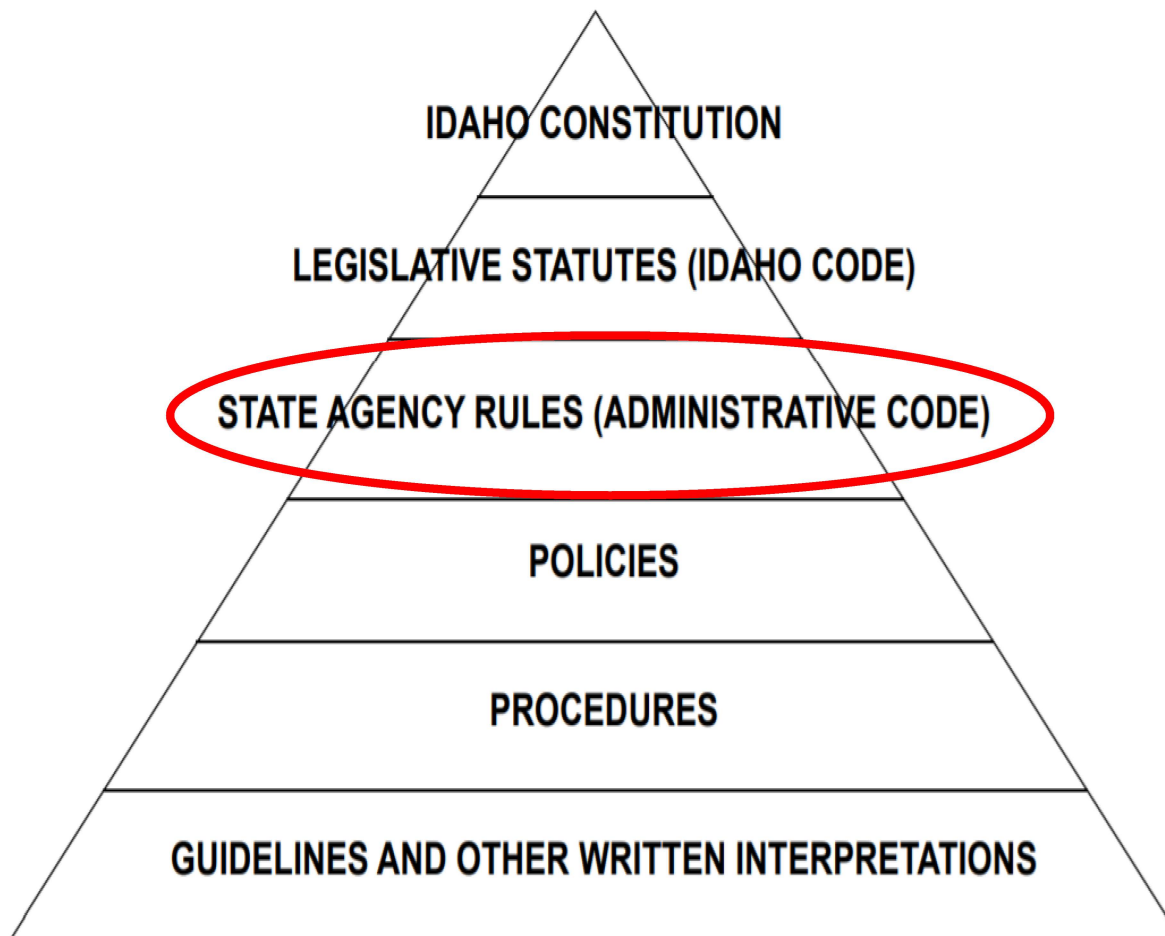 IDAHO CONSTITUTION
LEGISLATIVE STATUTES (IDAHO CODE)
STATE AGENCY RULES (ADMINISTRATIVE CODE)
POLICIES
PROCEDURES
GUIDELINES AND OTHER WRITTEN INTERPRETATIONS